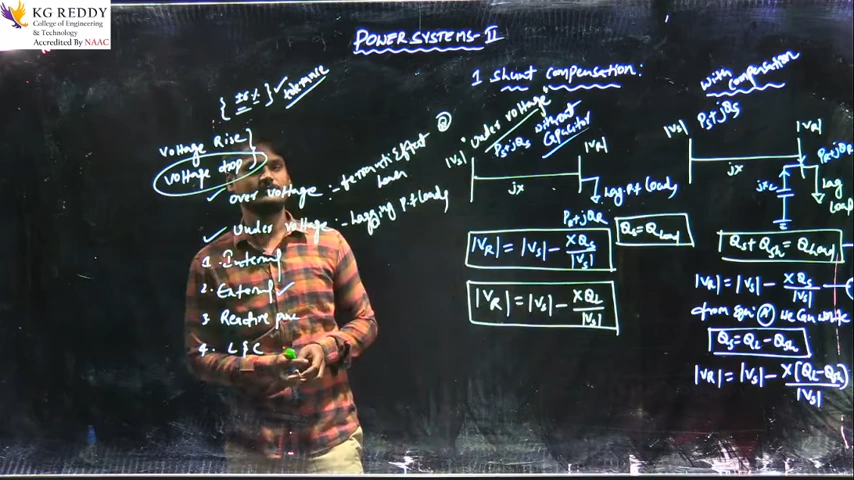 KG REDDY
College of Engineering
& Technology
Accredited By NAAC
POWER SYSTEMS-II
{ ±5% } ✓ tolerance
Voltage Rise }
Voltage drop }
✓ over voltage :- ferranti Effect
✓ Under voltage :- Lagging P.f Loads
1. Internal
2. External ✓
3. Reactive
4. L & C
1 Shunt compensation:
"Under voltage"
without
Capacitor
|VS| PS+jQS |VR|
jX
Lag P.f Loads
PR+jQR
QS = QLoad
|VR| = |VS| - XQS/|VS|
|VR| = |VS| - XQL/|VS|
with
compensation
PS+jQS
|VS| |VR|
PR+jQR
jX
Lag
Load
jXc
QS + QSh = QLoad
|VR| = |VS| - XQS/|VS|
from Eqn: (A) we can write
QS = QL - QSh
|VR| = |VS| - X(QL-QSh)/|VS|